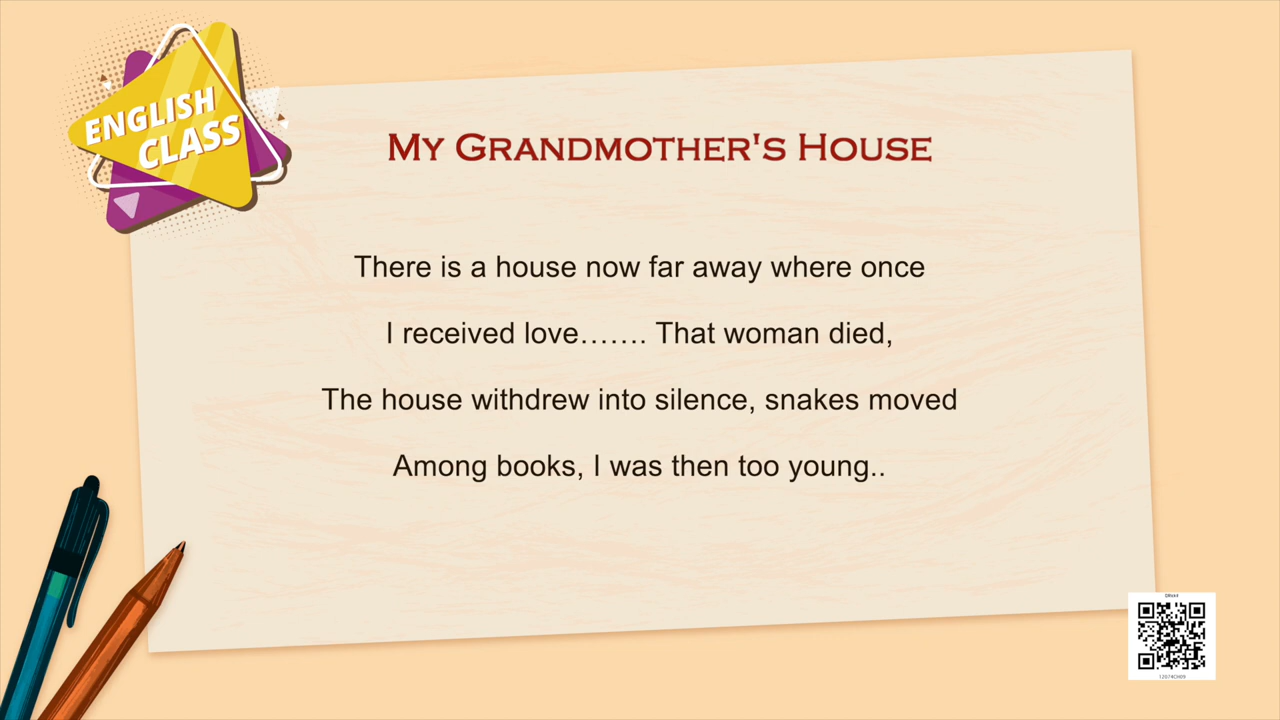 ENGLISH
CLASS
My Grandmother's House
There is a house now far away where once
I received love……. That woman died,
The house withdrew into silence, snakes moved
Among books, I was then too young..
12074CH09